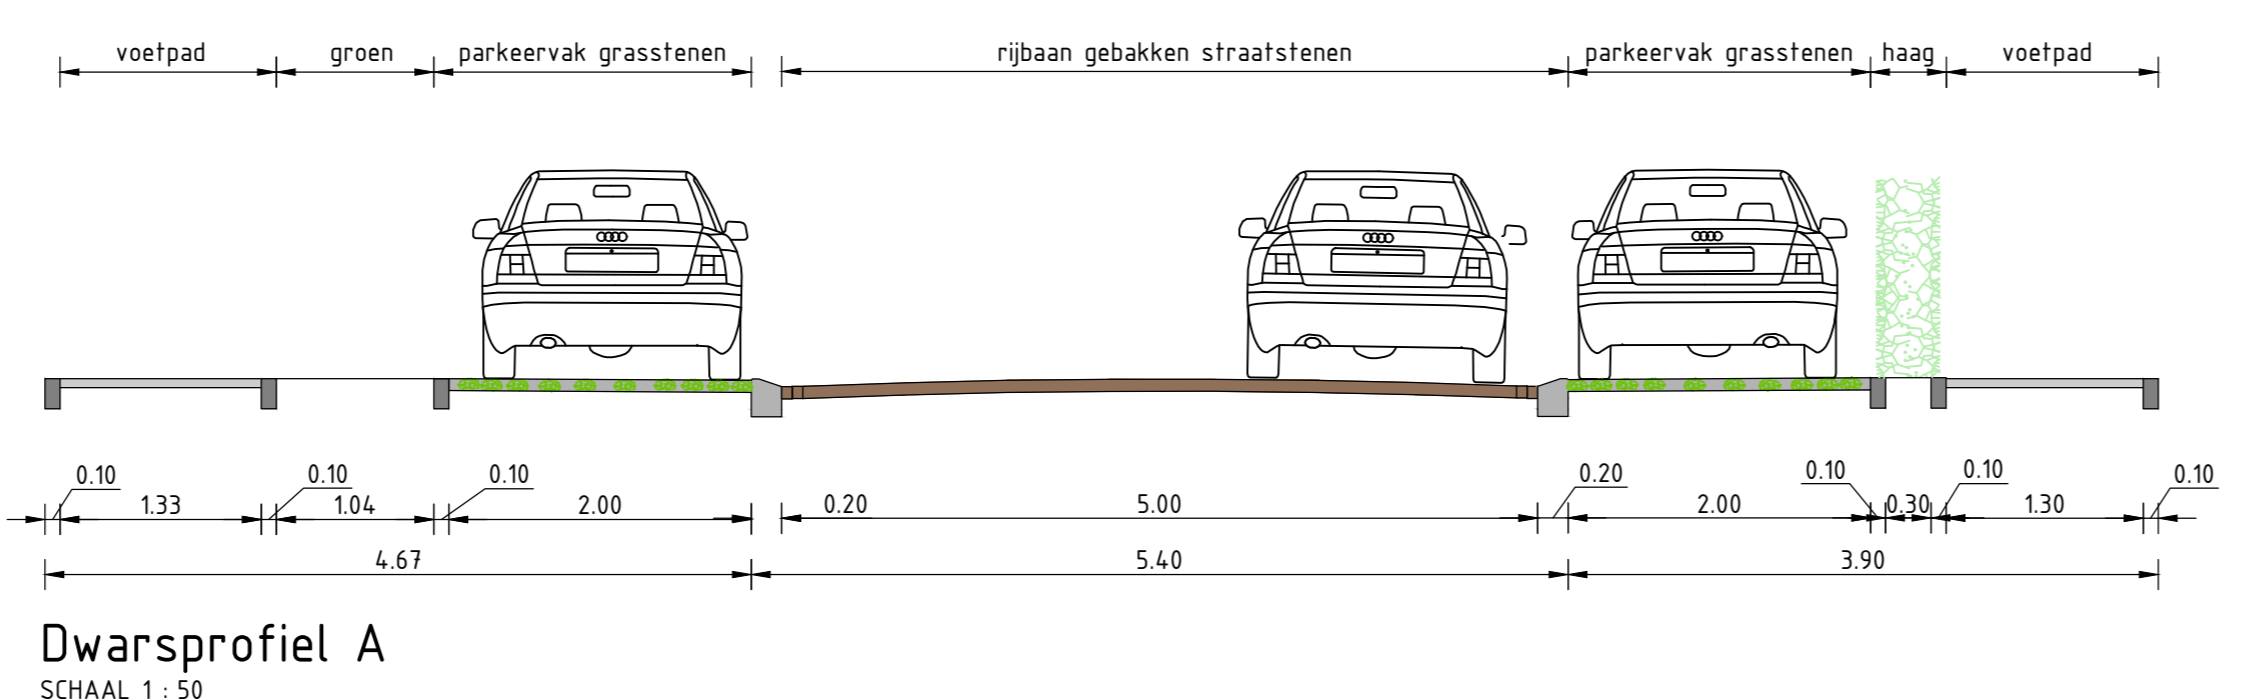 voetpad groen parkeervak grasstenen rijbaan gebakken straatstenen parkeervak grasstenen haag voetpad
0.10 0.10 0.10 0.20 0.10 0.10 0.10
1.33 1.04 2.00 0.20 5.00 2.00 0.30 1.30
4.67 5.40 3.90
Dwarsprofiel A
SCHAAL 1 : 50